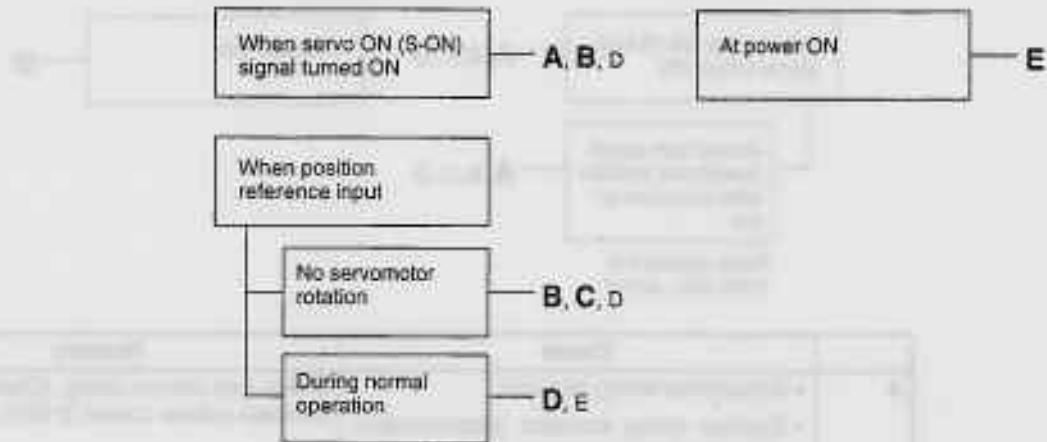 When servo ON (S-ON)
signal turned ON
A, B, D
At power ON
E
When position
reference input
No servomotor
rotation
B, C, D
During normal
operation
D, E